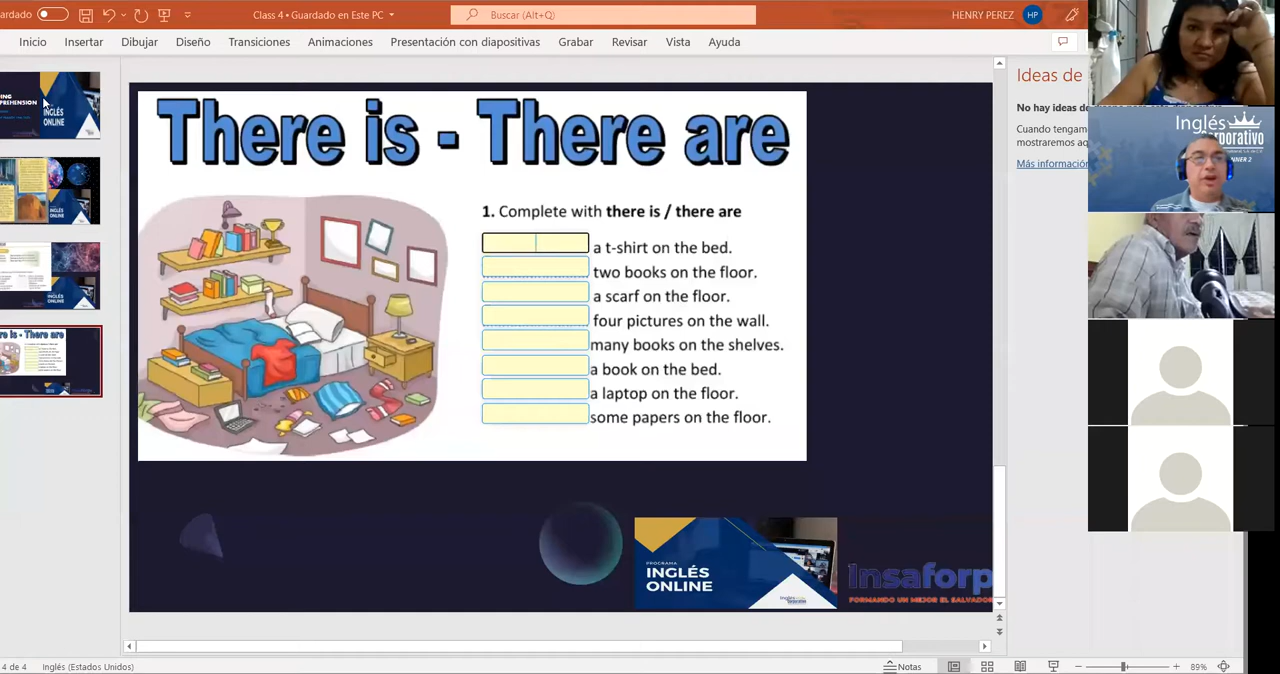 ardado
Class 4 • Guardado en Este PC
Buscar (Alt+Q)
HENRY PEREZ
HP
Inicio
Insertar
Dibujar
Diseño
Transiciones
Animaciones
Presentación con diapositivas
Grabar
Revisar
Vista
Ayuda
INGLÉS
ONLINE
There is - There are
1. Complete with there is / there are
a t-shirt on the bed.
two books on the floor.
a scarf on the floor.
four pictures on the wall.
many books on the shelves.
a book on the bed.
a laptop on the floor.
some papers on the floor.
PROGRAMA
INGLÉS
ONLINE
Insaforp
FORMANDO UN MEJOR EL SALVADOR
Ideas de
No hay ideas de
Cuando tengam
mostraremos aq
Más información
Inglés
Corporativo
4 de 4
Inglés (Estados Unidos)
Notas
89%